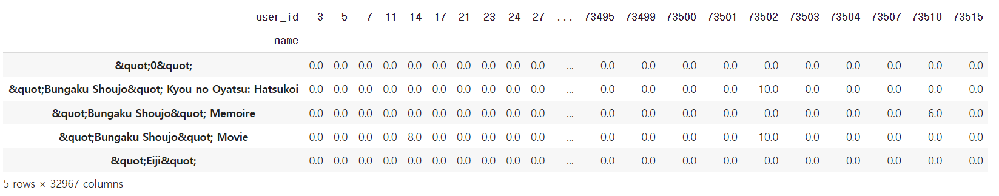 user_id 3 5 7 11 14 17 21 23 24 27 ... 73495 73499 73500 73501 73502 73503 73504 73507 73510 73515
name
&quot;0&quot; 0.0 0.0 0.0 0.0 0.0 0.0 0.0 0.0 0.0 0.0 ... 0.0 0.0 0.0 0.0 0.0 0.0 0.0 0.0 0.0 0.0
&quot;Bungaku Shoujo&quot; Kyou no Oyatsu: Hatsukoi 0.0 0.0 0.0 0.0 0.0 0.0 0.0 0.0 0.0 0.0 ... 0.0 0.0 0.0 0.0 10.0 0.0 0.0 0.0 0.0 0.0
&quot;Bungaku Shoujo&quot; Memoire 0.0 0.0 0.0 0.0 0.0 0.0 0.0 0.0 0.0 0.0 ... 0.0 0.0 0.0 0.0 0.0 0.0 0.0 0.0 6.0 0.0
&quot;Bungaku Shoujo&quot; Movie 0.0 0.0 0.0 0.0 8.0 0.0 0.0 0.0 0.0 0.0 ... 0.0 0.0 0.0 0.0 10.0 0.0 0.0 0.0 0.0 0.0
&quot;Eiji&quot; 0.0 0.0 0.0 0.0 0.0 0.0 0.0 0.0 0.0 0.0 ... 0.0 0.0 0.0 0.0 0.0 0.0 0.0 0.0 0.0 0.0
5 rows × 32967 columns